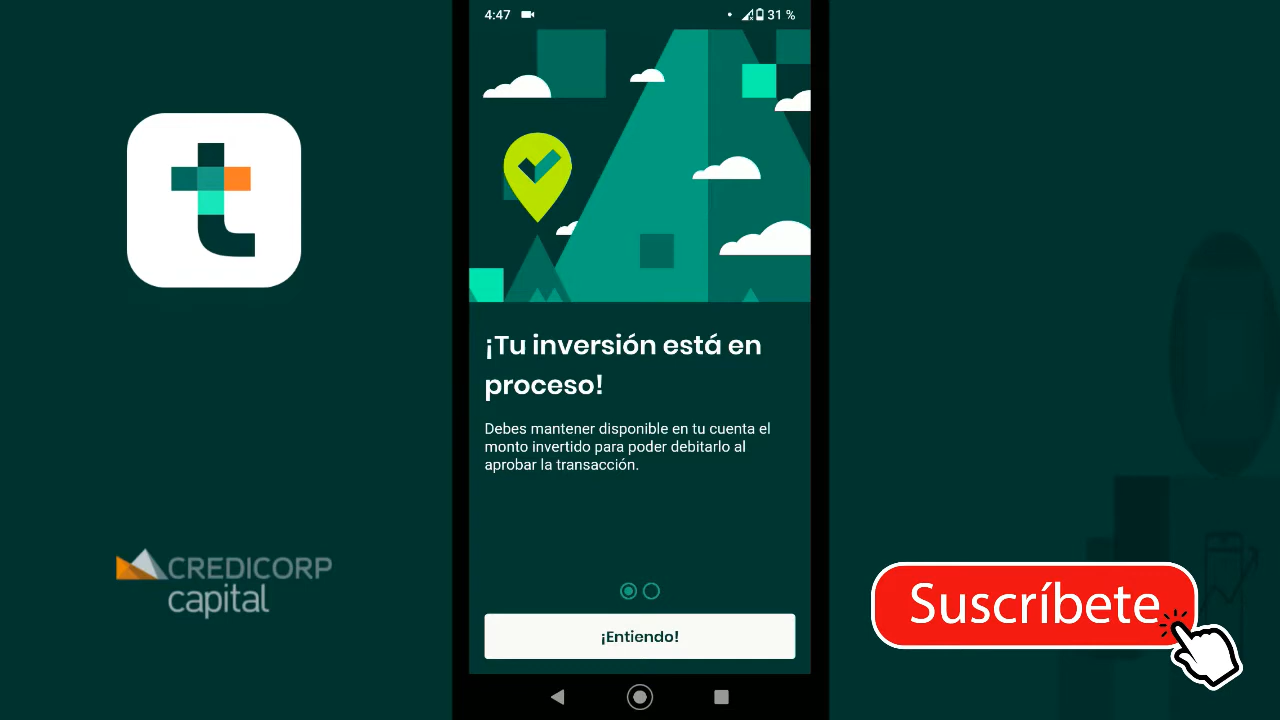 4:47
31 %
t
¡Tu inversión está en
proceso!
Debes mantener disponible en tu cuenta el
monto invertido para poder debitarlo al
aprobar la transacción.
¡Entiendo!
CREDICORP
capital
Suscríbete